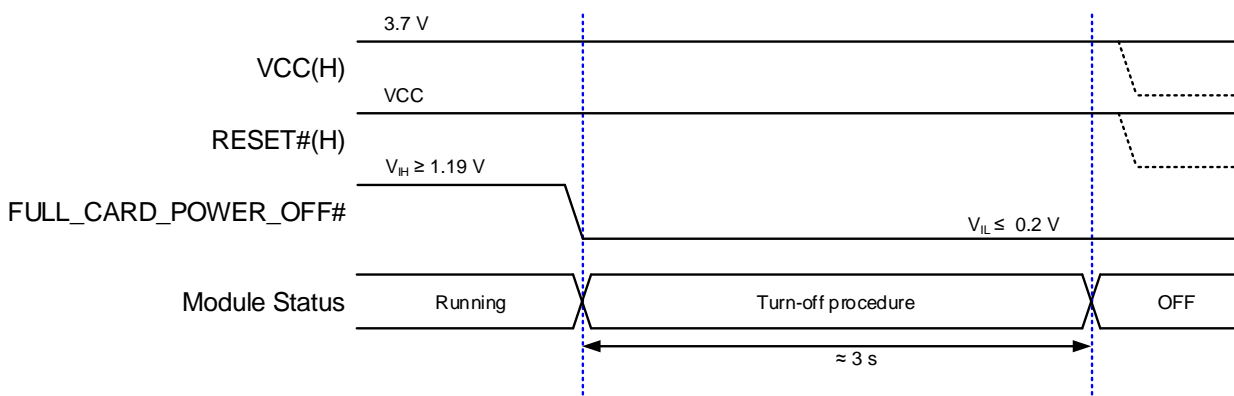 3.7 V
VCC(H)
VCC
RESET#(H)
VIH ≥ 1.19 V
FULL_CARD_POWER_OFF#
VIL ≤ 0.2 V
Module Status
Running
Turn-off procedure
OFF
≈ 3 s